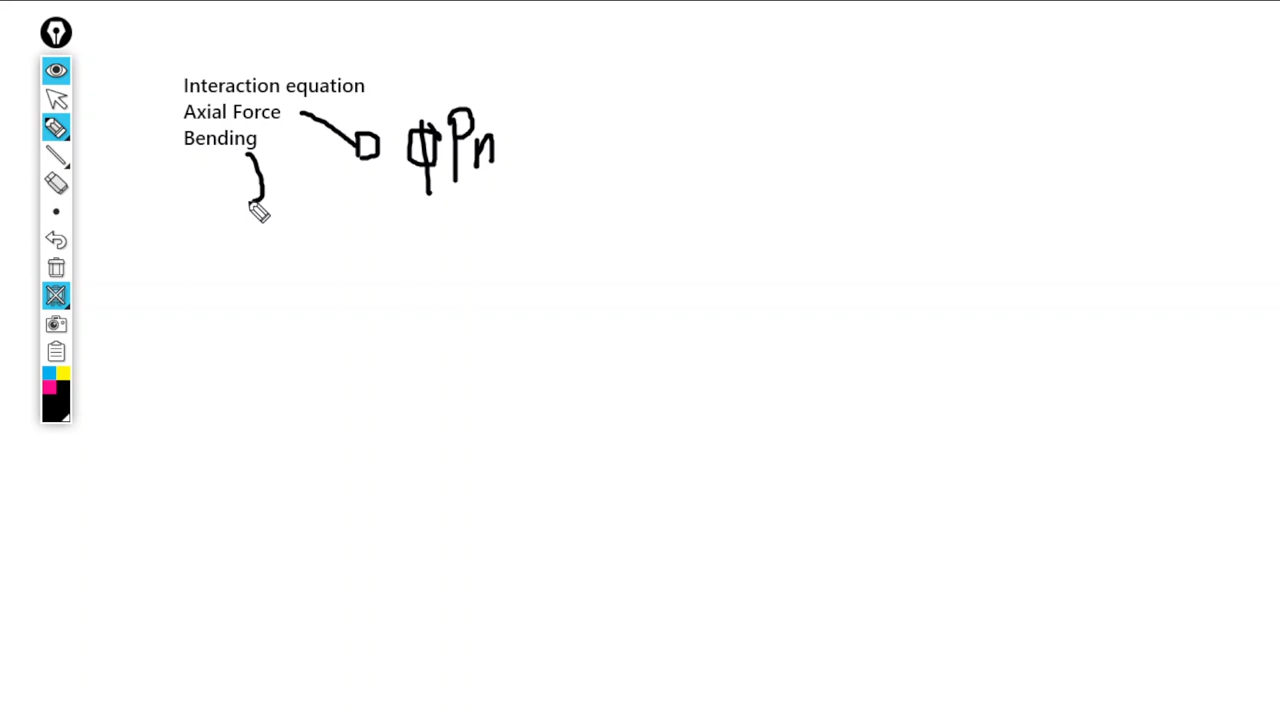 Interaction equation
Axial Force
Bending
ϕPn